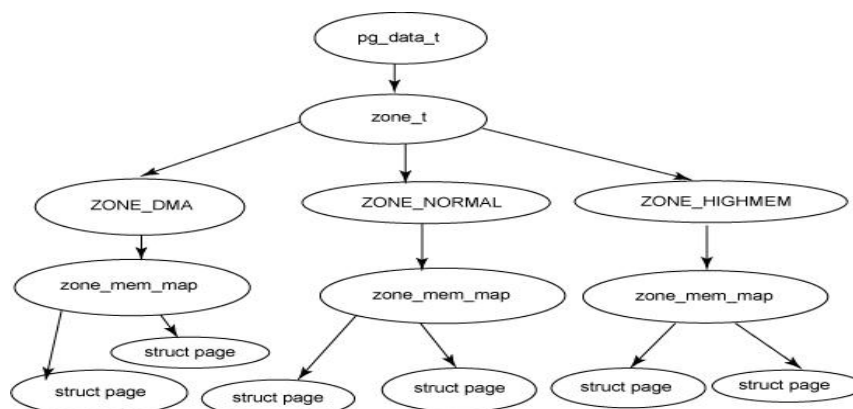 pg_data_t
zone_t
ZONE_DMA
ZONE_NORMAL
ZONE_HIGHMEM
zone_mem_map
zone_mem_map
zone_mem_map
struct page
struct page
struct page
struct page
struct page
struct page